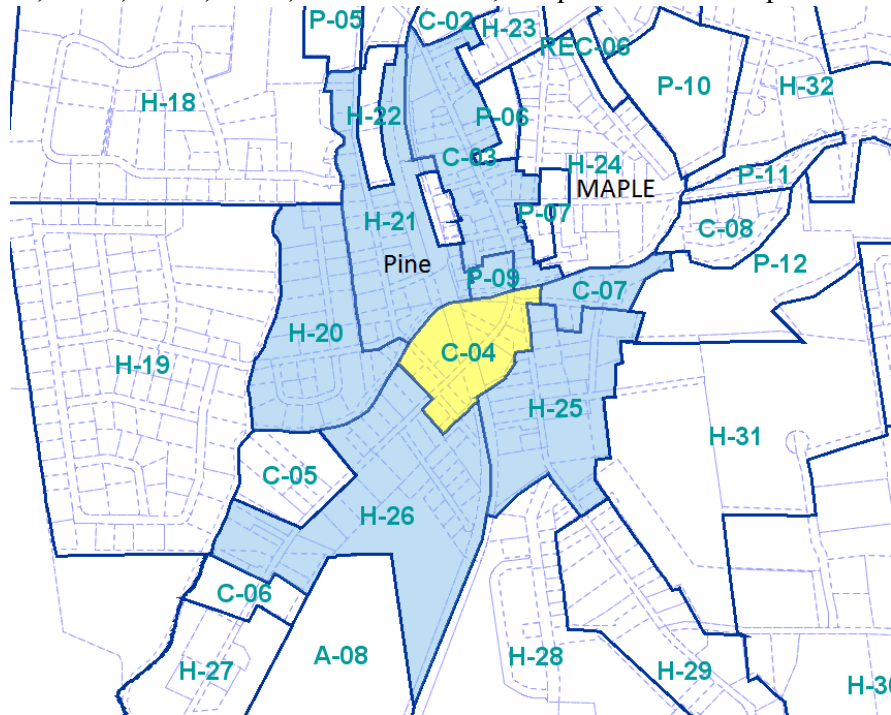 P-05
C-02
H-23
REC-06
P-10
H-32
H-18
H-22
P-06
C-03
H-24
MAPLE
P-11
P-07
H-21
C-08
Pine
P-12
P-09
C-07
H-20
C-04
H-19
H-25
H-31
C-05
H-26
C-06
H-27
A-08
H-28
H-29